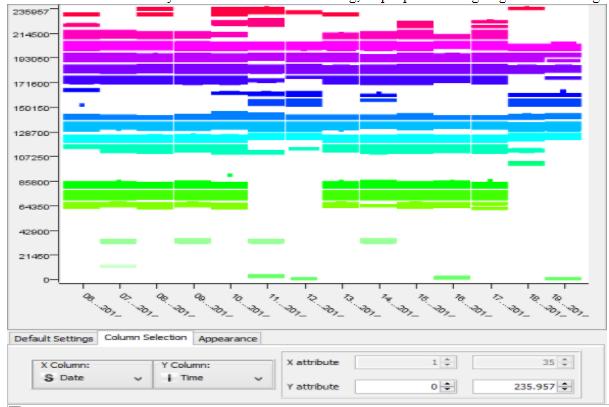 235957
214500
193050
171600
150150
128700
107250
85800
64350
42900
21450
0
06...201 07...201 08...201 09...201 10...201 11...201 12...201 13...201 14...201 15...201 16...201 17...201 18...201 19...201
Default Settings Column Selection Appearance
X Column: Y Column: X attribute 1 35
S Date I Time
Y attribute 0 235.957